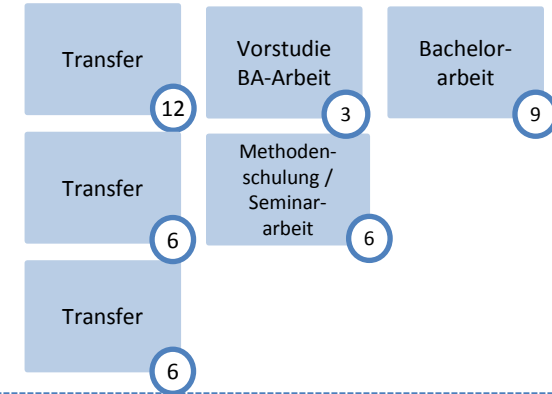 Transfer
12
Vorstudie
BA-Arbeit
3
Bachelor-
arbeit
9
Transfer
6
Methoden-
schulung /
Seminar-
arbeit
6
Transfer
6